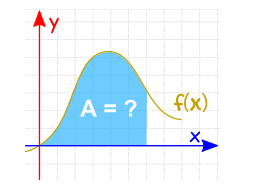 y
A = ?
f(x)
x